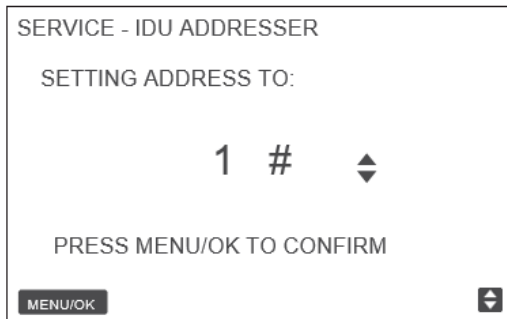 SERVICE - IDU ADDRESSER
SETTING ADDRESS TO:
1 #
PRESS MENU/OK TO CONFIRM
MENU/OK